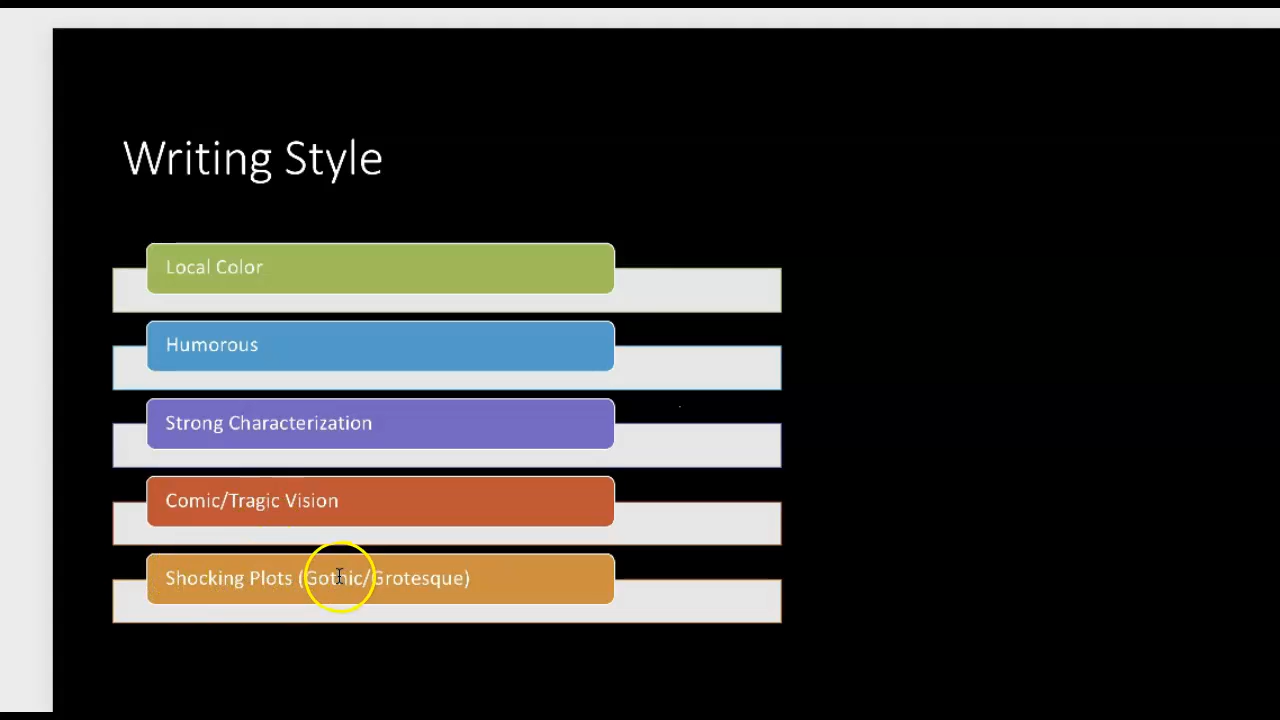 Writing Style
Local Color
Humorous
Strong Characterization
Comic/Tragic Vision
Shocking Plots (Gothic/Grotesque)